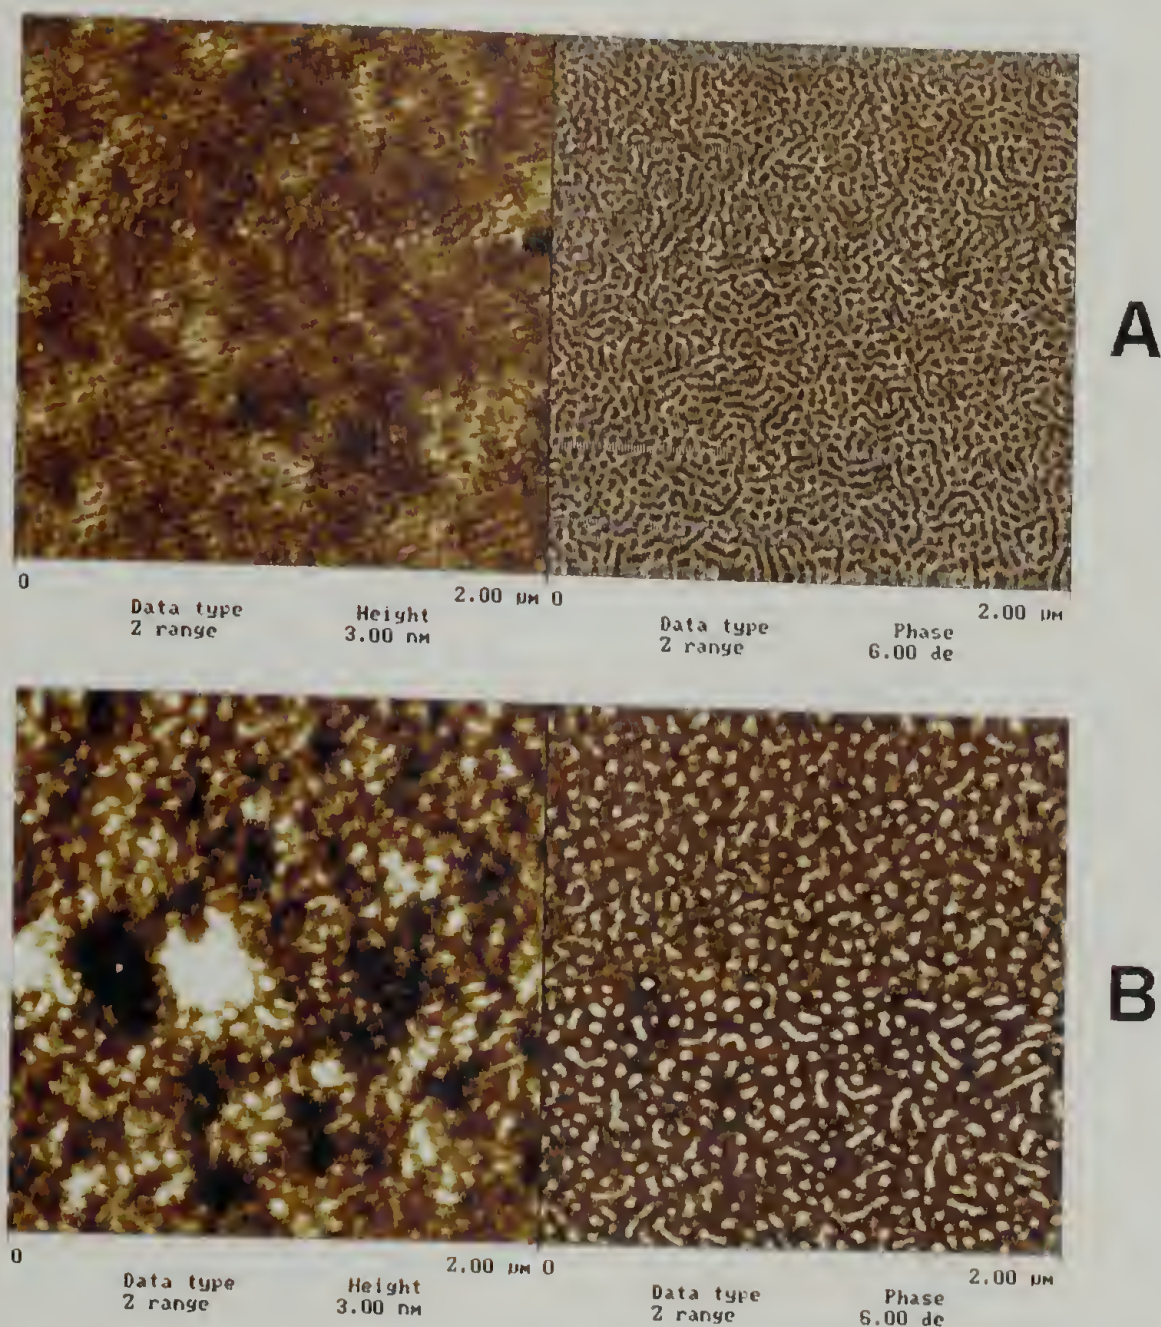 A
0 2.00 µm 0 2.00 µm
Data type Height Data type Phase
Z range 3.00 nm Z range 6.00 de
B
0 2.00 µm 0 2.00 µm
Data type Height Data type Phase
Z range 3.00 nm Z range 6.00 de